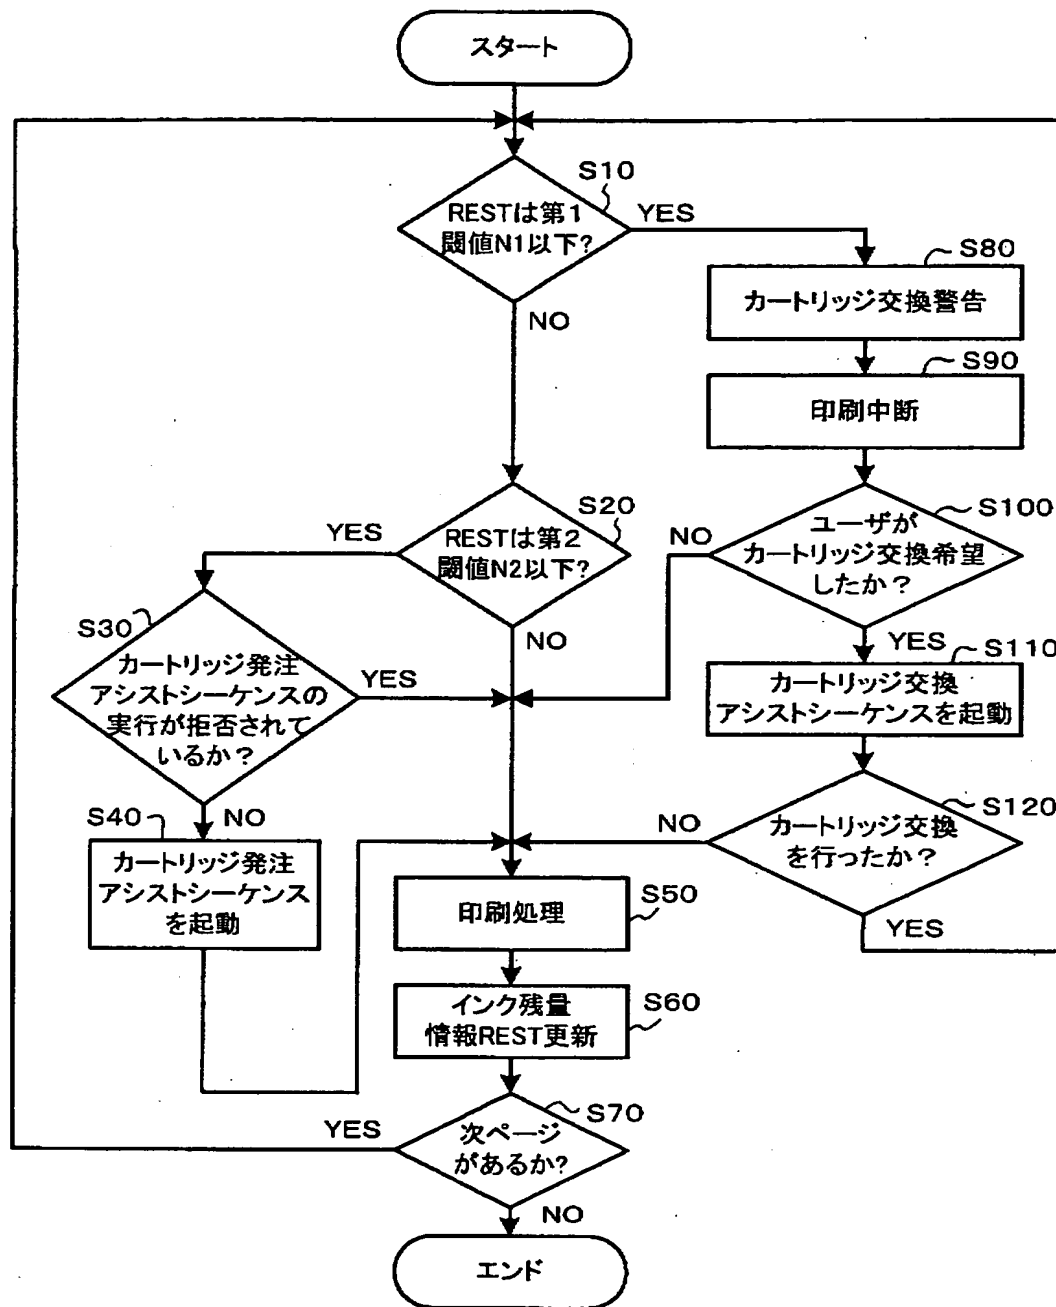 スタート
S10
RESTは第1
閾値N1以下?
YES
NO
S80
カートリッジ交換警告
S90
印刷中断
S100
ユーザが
カートリッジ交換希望
したか？
NO
YES
S20
RESTは第2
閾値N2以下?
YES
NO
S30
カートリッジ発注
アシストシーケンスの
実行が拒否されて
いるか？
YES
NO
S110
カートリッジ交換
アシストシーケンスを起動
S120
カートリッジ交換
を行ったか？
NO
YES
S40
カートリッジ発注
アシストシーケンス
を起動
S50
印刷処理
S60
インク残量
情報REST更新
S70
次ページ
があるか?
YES
NO
エンド